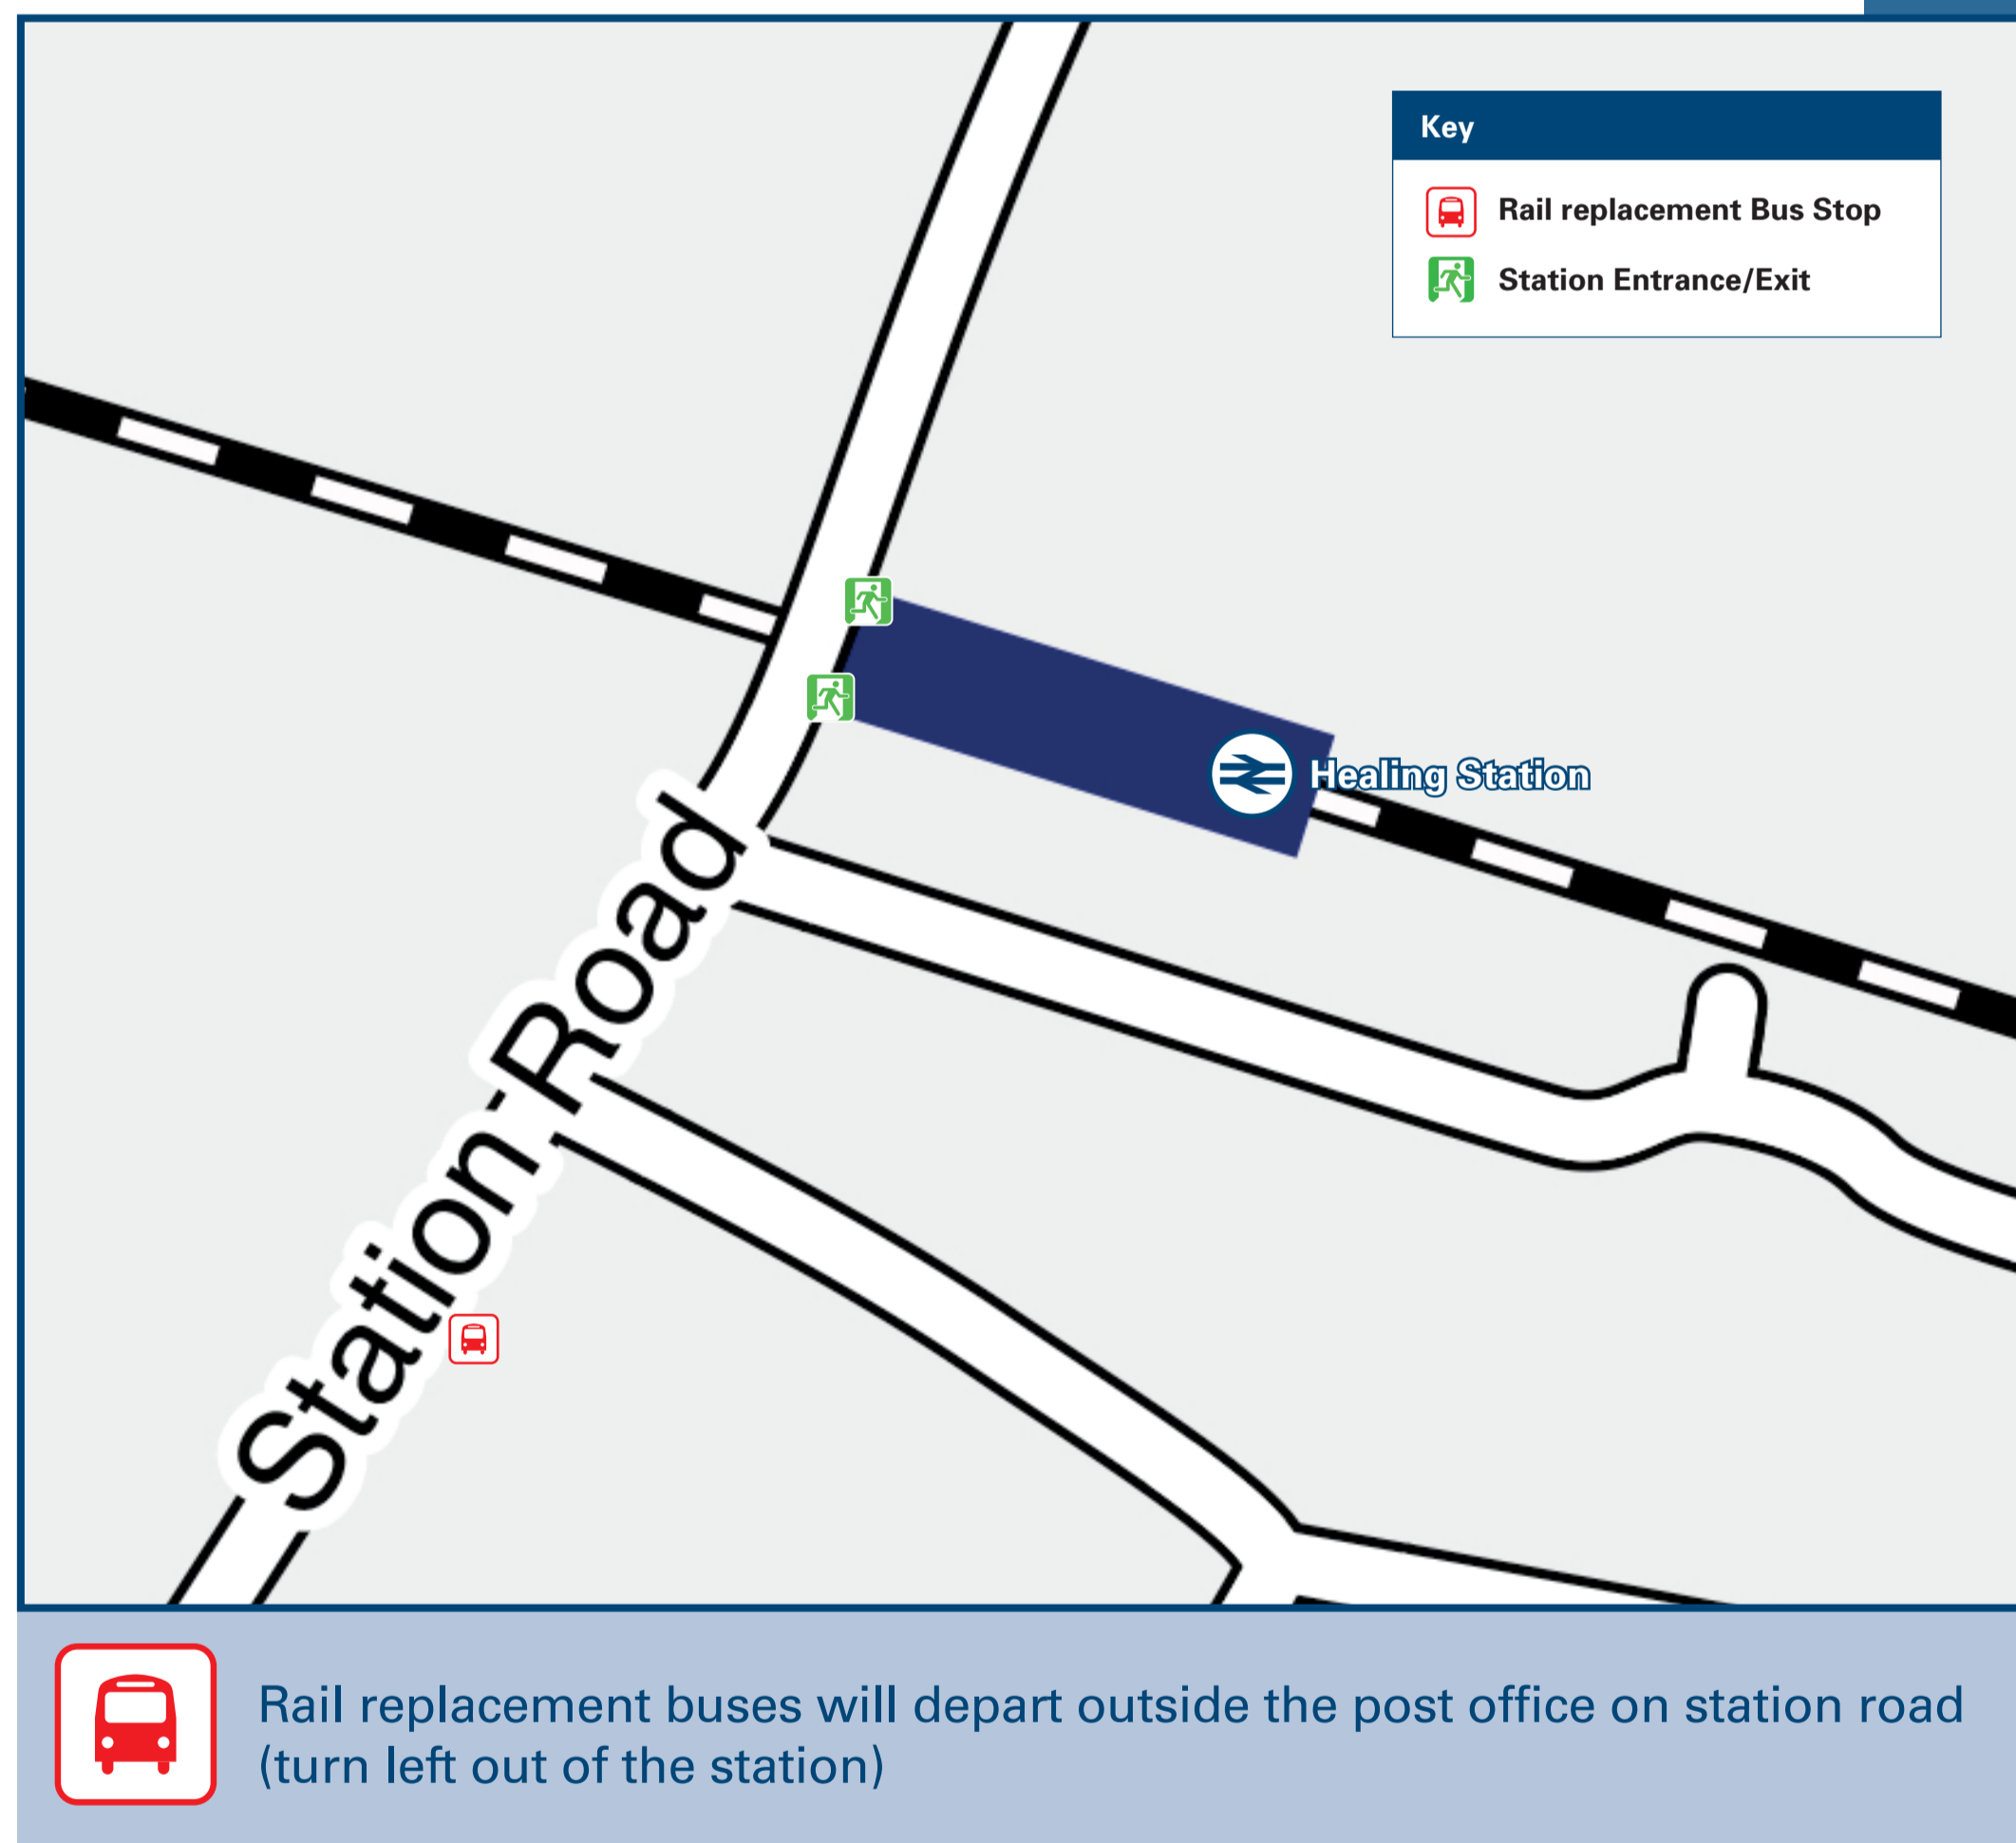 Key
Rail replacement Bus Stop
Station Entrance/Exit
Healing Station
Station Road
Rail replacement buses will depart outside the post office on station road
(turn left out of the station)